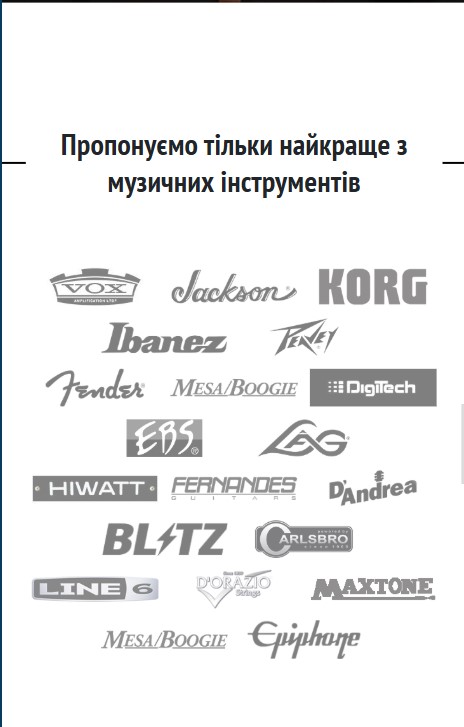 Пропонуємо тільки найкраще з
музичних інструментів
VOX
AMPLIFICATION LTD
Jackson
KORG
Ibanez
PEAVEY
Fender
MESA/BOOGIE
DigiTech
EBS
LÂG
HIWATT
FERNANDES
GUITARS
D'Andrea
BLITZ
CARLSBRO
LINE 6
D'ORAZIO
Strings
MAXTONE
MESA/BOOGIE
Epiphone